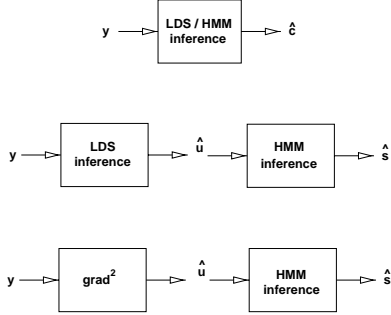 y LDS / HMM inference ĉ
y LDS inference û HMM inference ŝ
y grad² û HMM inference ŝ